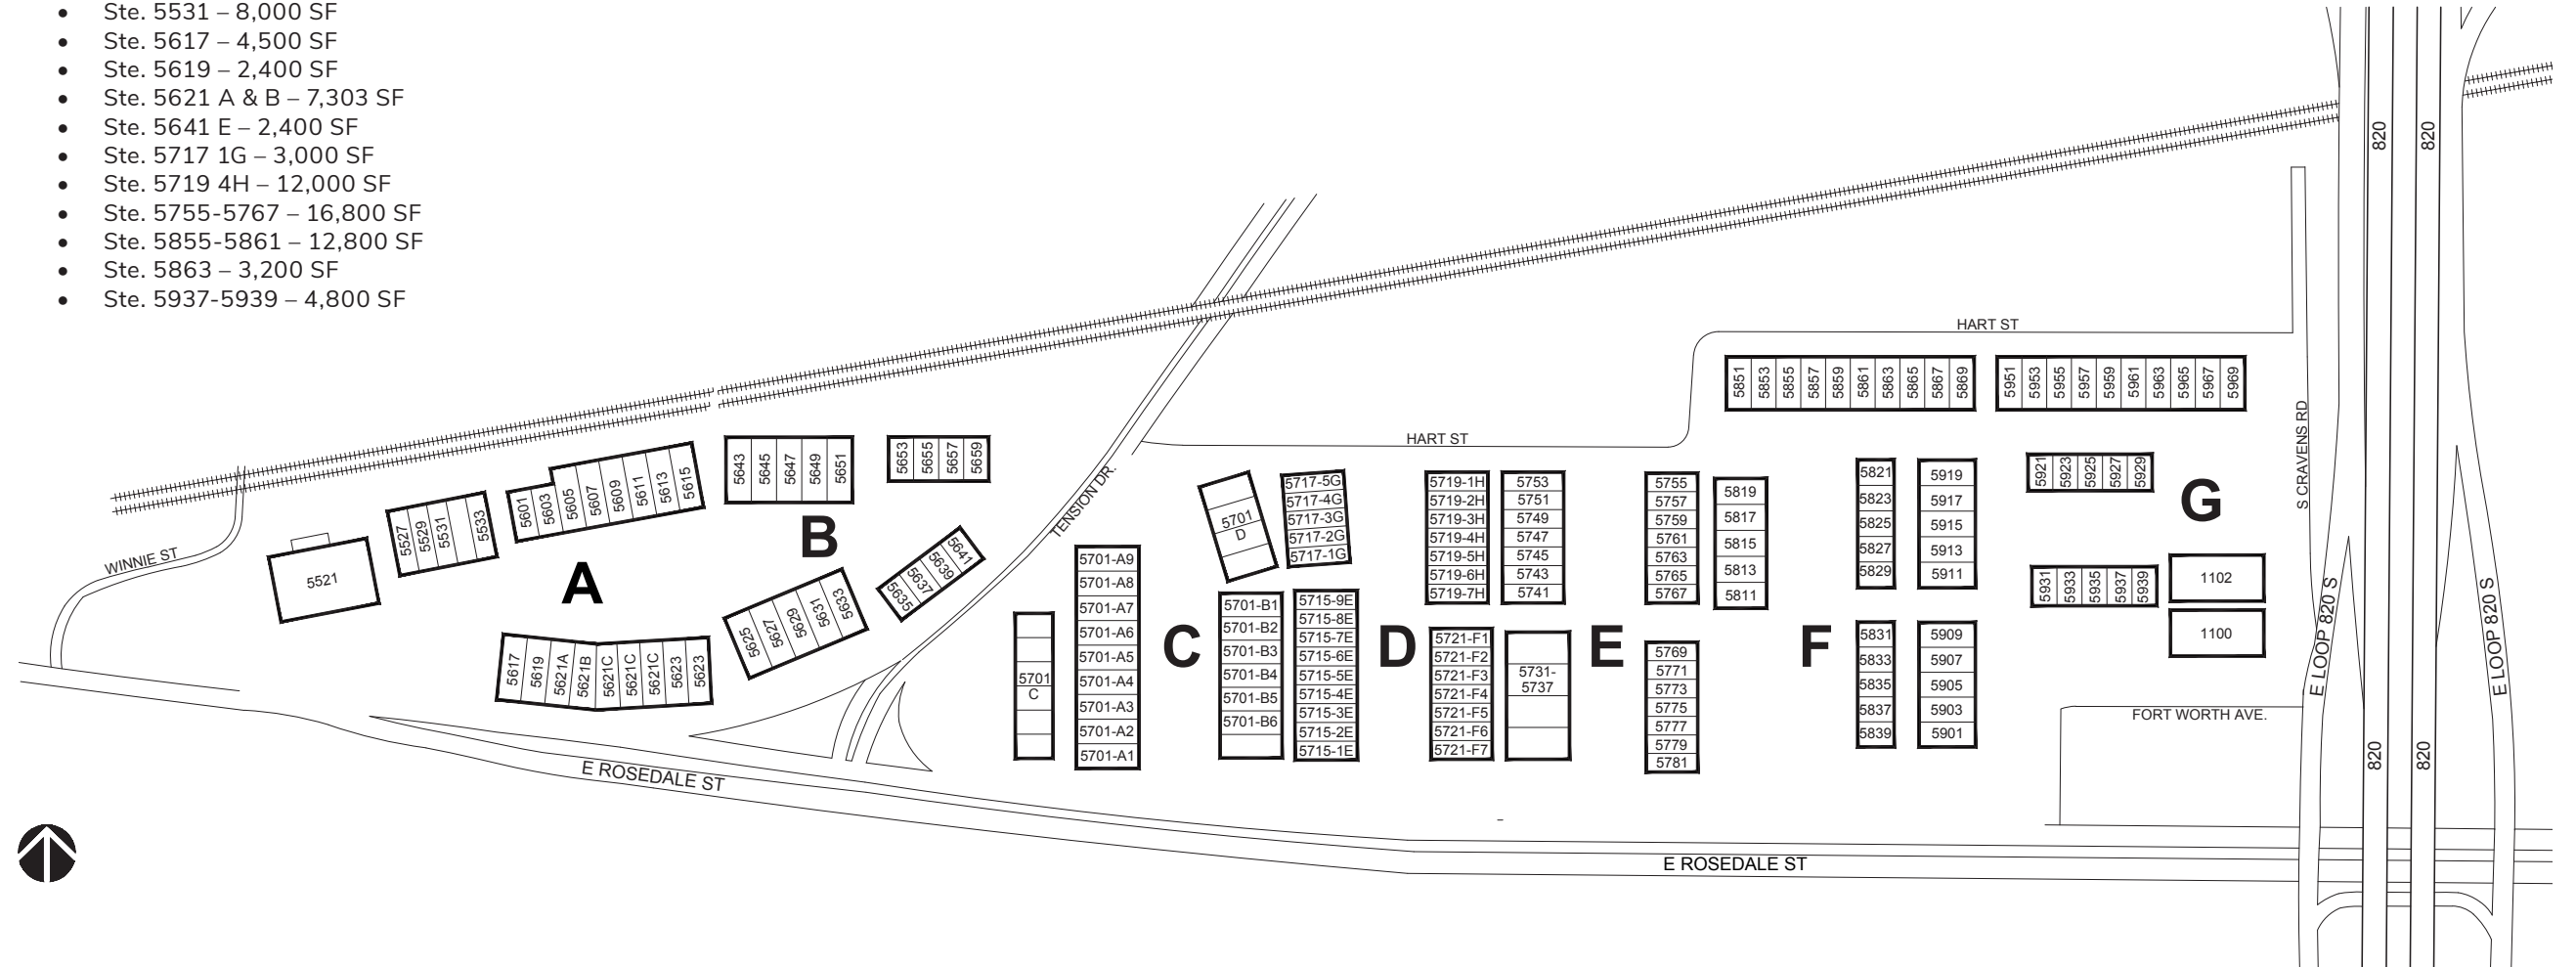 • Ste. 5531 – 8,000 SF
• Ste. 5617 – 4,500 SF
• Ste. 5619 – 2,400 SF
• Ste. 5621 A & B – 7,303 SF
• Ste. 5641 E – 2,400 SF
• Ste. 5717 1G – 3,000 SF
• Ste. 5719 4H – 12,000 SF
• Ste. 5755-5767 – 16,800 SF
• Ste. 5855-5861 – 12,800 SF
• Ste. 5863 – 3,200 SF
• Ste. 5937-5939 – 4,800 SF
820
820
HART ST
HART ST
S CRAVENS RD
WINNIE ST
TENSION DR.
5521
5527
5529
5531
5533
5601
5603
5605
5607
5609
5611
5613
5615
A
5617
5619
5621A
5621B
5621C
5621C
5621C
5623
5623
5643
5645
5647
5649
5651
5653
5655
5657
5659
B
5625
5627
5629
5631
5633
5635
5637
5639
5641
5701
C
5701-A9
5701-A8
5701-A7
5701-A6
5701-A5
5701-A4
5701-A3
5701-A2
5701-A1
C
5701
D
5717-5G
5717-4G
5717-3G
5717-2G
5717-1G
5701-B1
5701-B2
5701-B3
5701-B4
5701-B5
5701-B6
5715-9E
5715-8E
5715-7E
5715-6E
5715-5E
5715-4E
5715-3E
5715-2E
5715-1E
D
5719-1H
5719-2H
5719-3H
5719-4H
5719-5H
5719-6H
5719-7H
5753
5751
5749
5747
5745
5743
5741
5721-F1
5721-F2
5721-F3
5721-F4
5721-F5
5721-F6
5721-F7
5731-
5737
E
5755
5757
5759
5761
5763
5765
5767
5819
5817
5815
5813
5811
5769
5771
5773
5775
5777
5779
5781
5851
5853
5855
5857
5859
5861
5863
5865
5867
5869
5951
5953
5955
5957
5959
5961
5963
5965
5967
5969
F
5821
5823
5825
5827
5829
5919
5917
5915
5913
5911
5831
5833
5835
5837
5839
5909
5907
5905
5903
5901
5921
5923
5925
5927
5929
G
5931
5933
5935
5937
5939
1102
1100
FORT WORTH AVE.
E LOOP 820 S
E LOOP 820 S
820
820
E ROSEDALE ST
E ROSEDALE ST